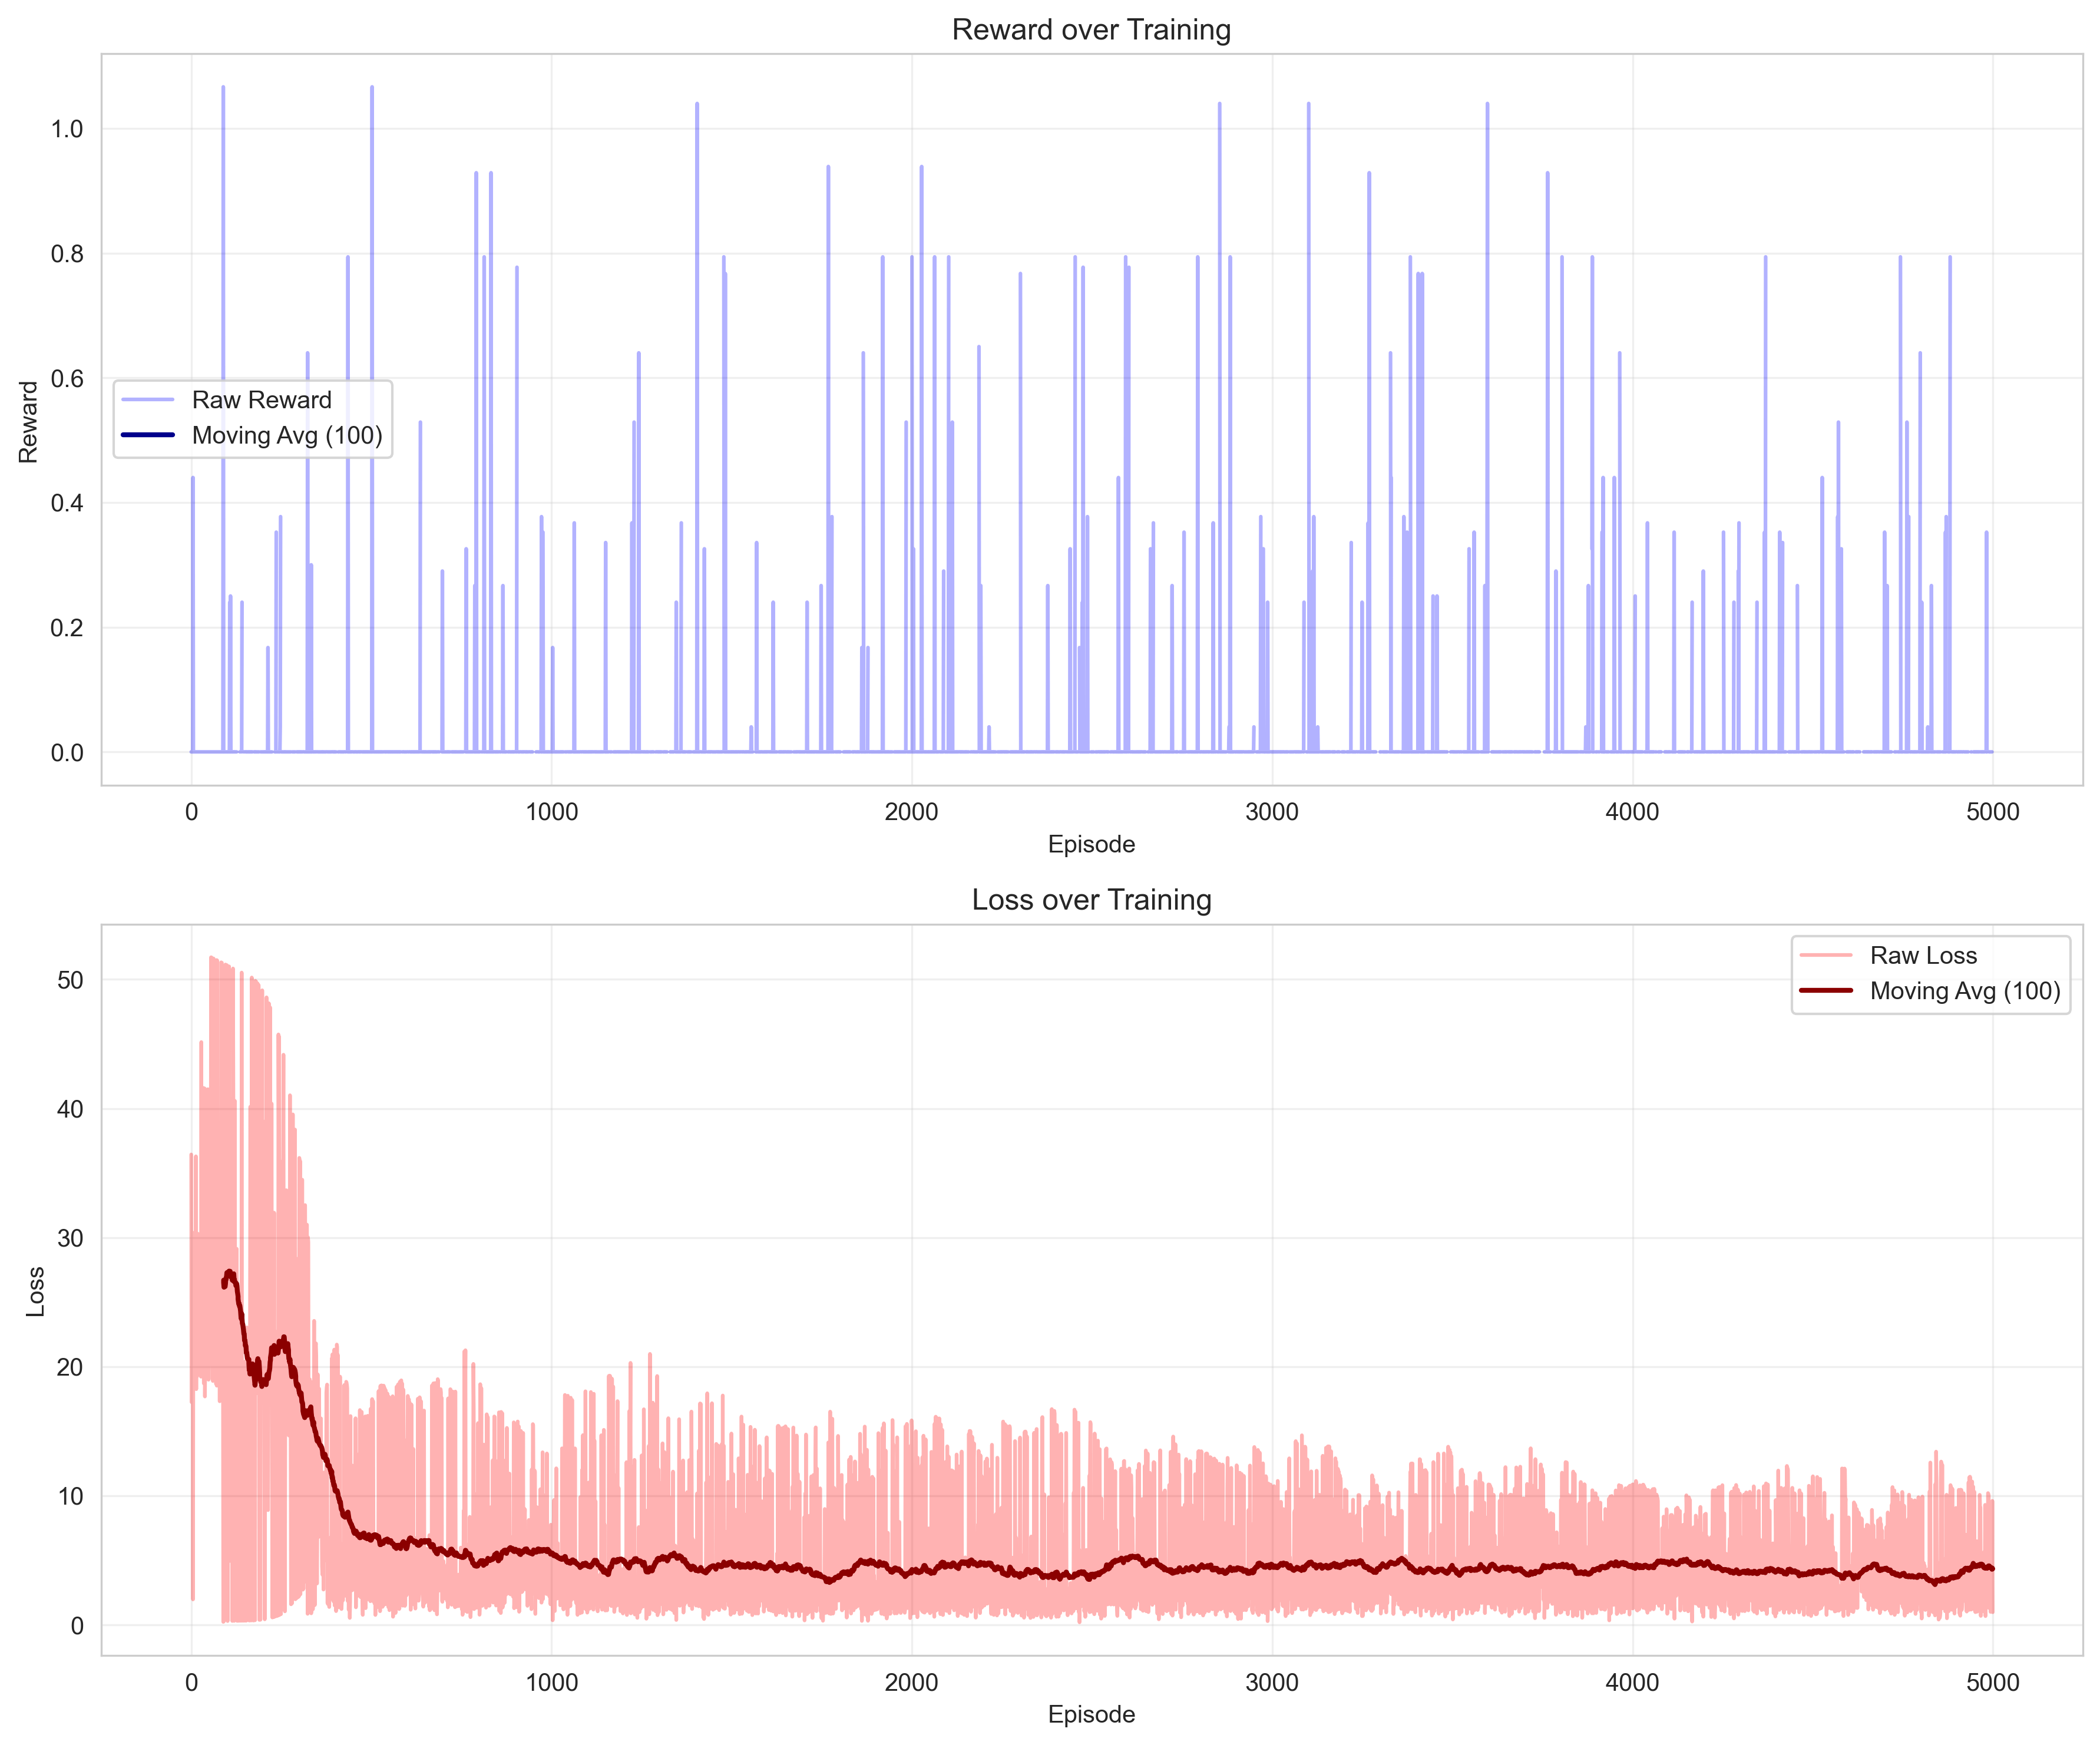 Reward over Training
1.0
0.8
0.6
0.4
0.2
0.0
Reward
Raw Reward
Moving Avg (100)
0 1000 2000 3000 4000 5000
Episode
Loss over Training
50
40
30
20
10
0
Loss
Raw Loss
Moving Avg (100)
0 1000 2000 3000 4000 5000
Episode